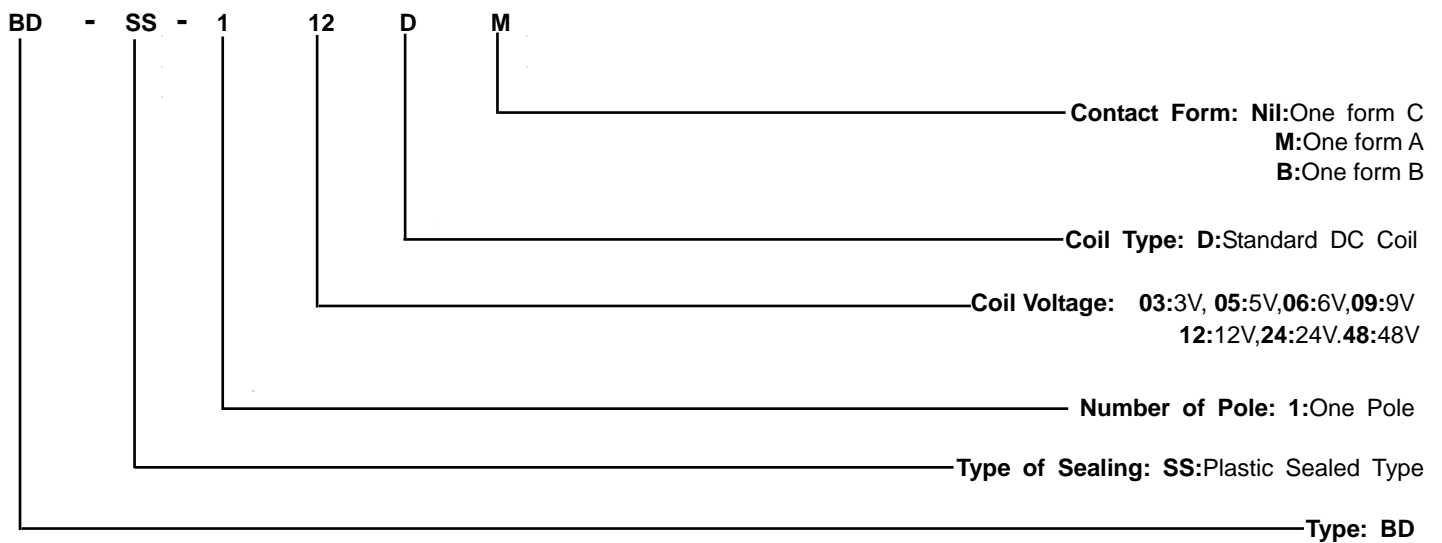 BD - SS - 1 12 D M
Contact Form: Nil:One form C
M:One form A
B:One form B
Coil Type: D:Standard DC Coil
Coil Voltage: 03:3V, 05:5V,06:6V,09:9V
12:12V,24:24V.48:48V
Number of Pole: 1:One Pole
Type of Sealing: SS:Plastic Sealed Type
Type: BD